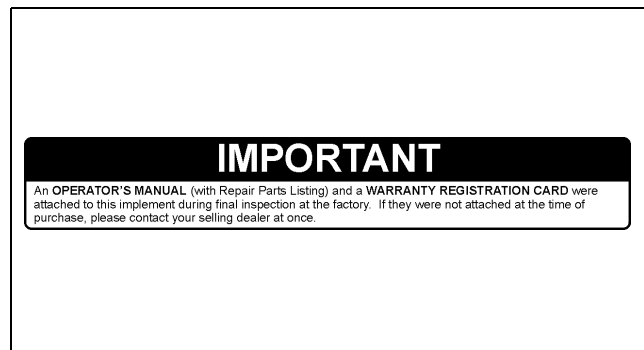 IMPORTANT
An OPERATOR'S MANUAL (with Repair Parts Listing) and a WARRANTY REGISTRATION CARD were
attached to this implement during final inspection at the factory.  If they were not attached at the time of
purchase, please contact your selling dealer at once.